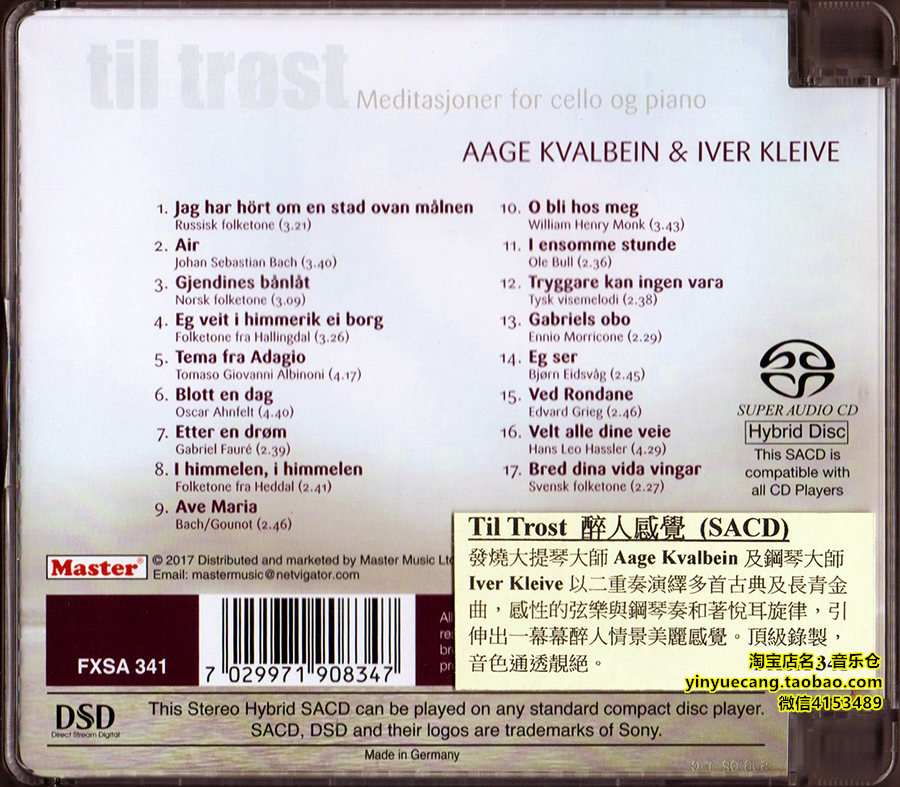 til trøst
Meditasjoner for cello og piano
AAGE KVALBEIN & IVER KLEIVE
1. Jag har hört om en stad ovan målnen
Russisk folketone (3.21)
2. Air
Johan Sebastian Bach (3.40)
3. Gjendines bånlåt
Norsk folketone (3.09)
4. Eg veit i himmerik ei borg
Folketone fra Hallingdal (3.26)
5. Tema fra Adagio
Tomaso Giovanni Albinoni (4.17)
6. Blott en dag
Oscar Ahnfelt (4.40)
7. Etter en drøm
Gabriel Fauré (2.39)
8. I himmelen, i himmelen
Folketone fra Heddal (2.41)
9. Ave Maria
Bach/Gounot (2.46)
10. O bli hos meg
William Henry Monk (3.43)
11. I ensomme stunde
Ole Bull (2.36)
12. Tryggare kan ingen vara
Tysk visemelodi (2.38)
13. Gabriels obo
Ennio Morricone (2.29)
14. Eg ser
Bjørn Eidsvåg (2.45)
15. Ved Rondane
Edvard Grieg (2.46)
16. Velt alle dine veie
Hans Leo Hassler (4.29)
17. Bred dina vida vingar
Svensk folketone (2.27)
SUPER AUDIO CD
Hybrid Disc
This SACD is
compatible with
all CD Players
Til Trost 醉人感覺 (SACD)
發燒大提琴大師 Aage Kvalbein 及鋼琴大師
Iver Kleive 以二重奏演繹多首古典及長青金
曲，感性的弦樂與鋼琴奏和著悅耳旋律，引
伸出一幕幕醉人情景美麗感覺。頂級錄製，
音色通透靚絕。
淘宝店名:音乐仓
yinyuecang.taobao.com
微信4153489
Master
© 2017 Distributed and marketed by Master Music Ltd
Email: mastermusic@netvigator.com
FXSA 341
7 029971 908347
DSD
Direct Stream Digital
This Stereo Hybrid SACD can be played on any standard compact disc player.
SACD, DSD and their logos are trademarks of Sony.
Made in Germany